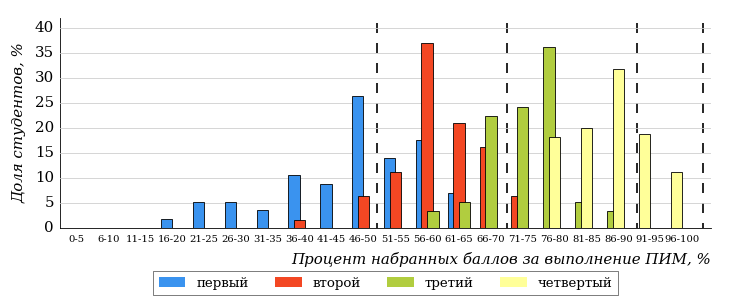 Доля студентов, %
40
35
30
25
20
15
10
5
0
0-5 6-10 11-15 16-20 21-25 26-30 31-35 36-40 41-45 46-50 51-55 56-60 61-65 66-70 71-75 76-80 81-85 86-90 91-95 96-100
Процент набранных баллов за выполнение ПИМ, %
первый второй третий четвертый